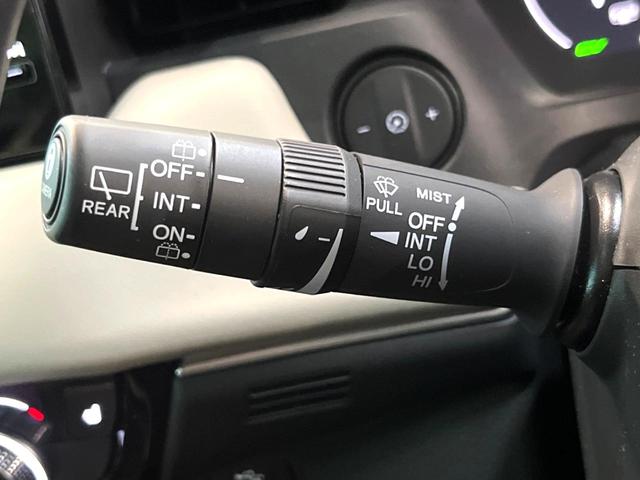 REAR
OFF
INT
ON
PULL
MIST
OFF
INT
LO
HI
−
+